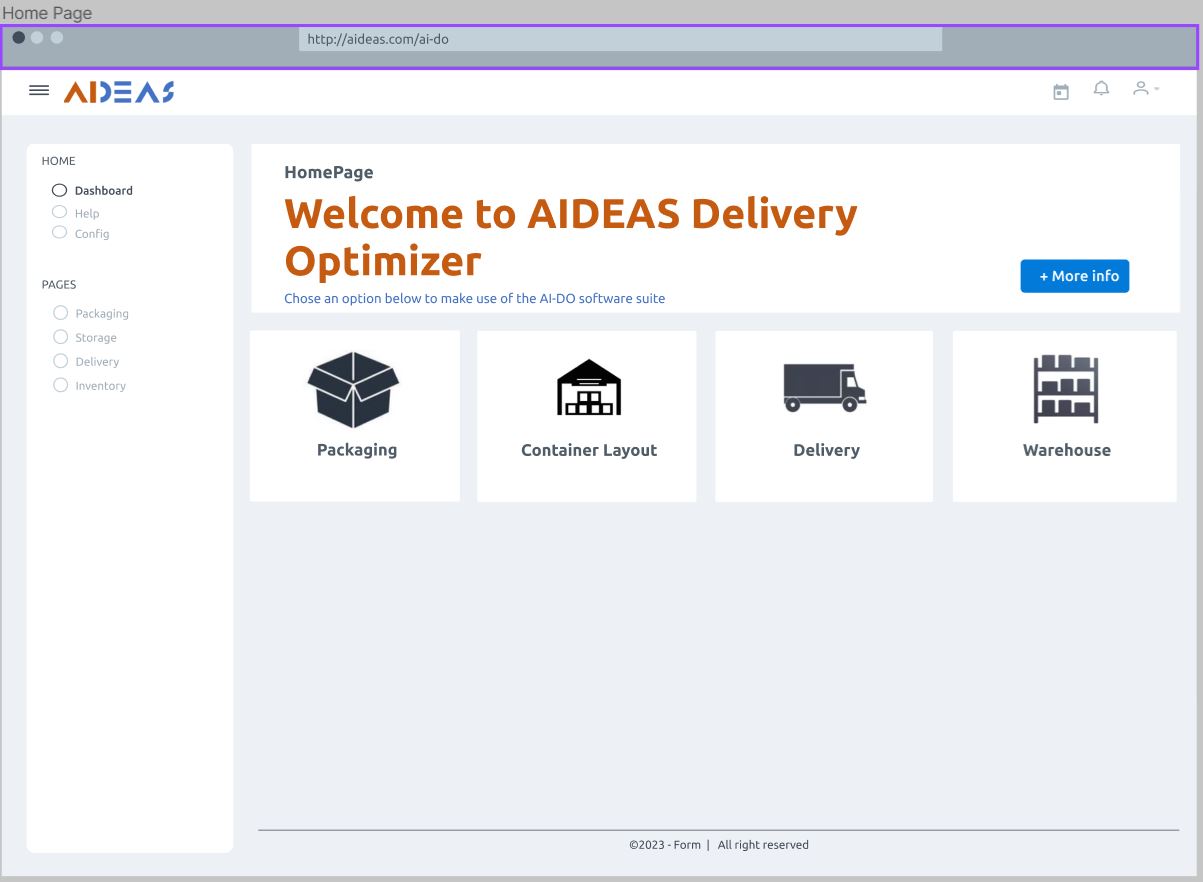 Home Page
http://aideas.com/ai-do
AIDEAS
HOME
Dashboard
Help
Config
PAGES
Packaging
Storage
Delivery
Inventory
HomePage
Welcome to AIDEAS Delivery
Optimizer
Chose an option below to make use of the AI-DO software suite
+ More info
Packaging
Container Layout
Delivery
Warehouse
©2023 - Form | All right reserved